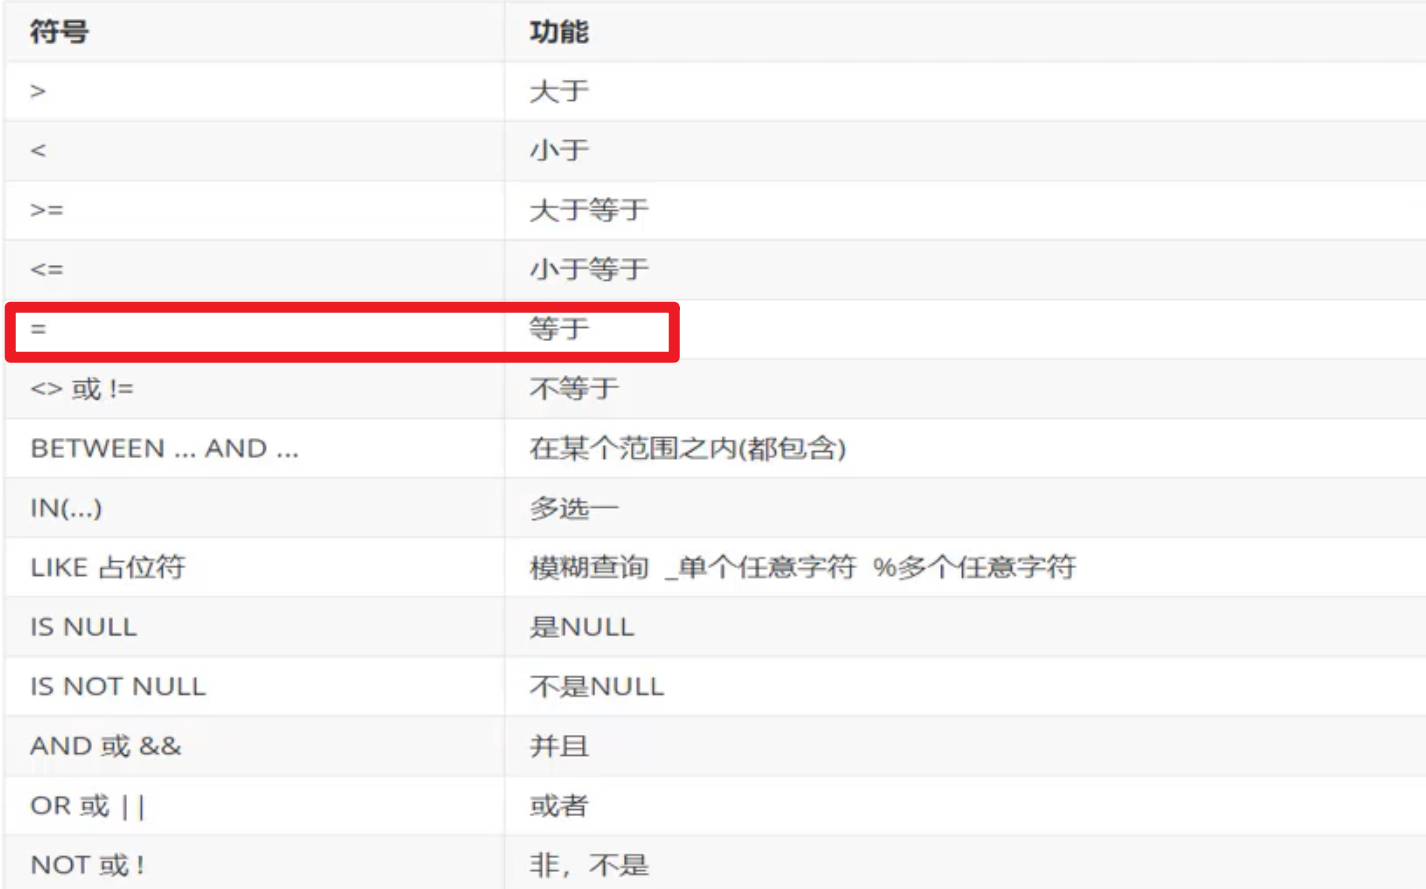 符号 功能
> 大于
< 小于
>= 大于等于
<= 小于等于
= 等于
<> 或 != 不等于
BETWEEN ... AND ... 在某个范围之内(都包含)
IN(...) 多选一
LIKE 占位符 模糊查询 _单个任意字符 %多个任意字符
IS NULL 是NULL
IS NOT NULL 不是NULL
AND 或 && 并且
OR 或 || 或者
NOT 或 ! 非，不是